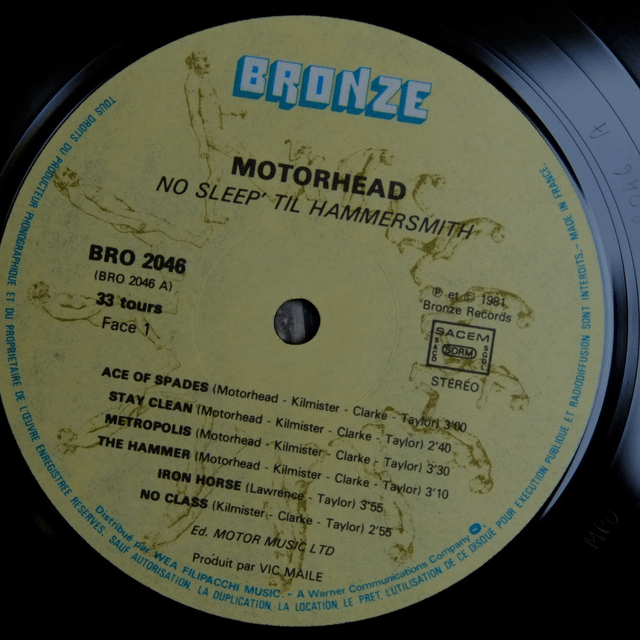 BRONZE
MOTORHEAD
NO SLEEP' TIL HAMMERSMITH
BRO 2046
(BRO 2046 A)
33 tours
Face 1
℗ et © 1981
Bronze Records
SACEM
SDRM
STÉRÉO
ACE OF SPADES (Motorhead - Kilmister - Clarke - Taylor) 3'00
STAY CLEAN (Motorhead - Kilmister - Clarke - Taylor) 2'40
METROPOLIS (Motorhead - Kilmister - Clarke - Taylor) 3'30
THE HAMMER (Motorhead - Kilmister - Clarke - Taylor) 3'10
IRON HORSE (Lawrence - Taylor) 3'55
NO CLASS (Kilmister- Clarke - Taylor) 2'55
Ed. MOTOR MUSIC LTD
Produit par VIC MAILE
Distribué par WEA FILIPACCHI MUSIC - A Warner Communications Company
TOUS DROITS DU PRODUCTEUR PHONOGRAPHIQUE ET DU PROPRIETAIRE DE L'ŒUVRE ENREGISTREE RESERVES. SAUF AUTORISATION, LA DUPLICATION, LA LOCATION, LE PRET, L'UTILISATION DE CE DISQUE POUR EXECUTION PUBLIQUE ET RADIODIFFUSION SONT INTERDITS. - MADE IN FRANCE